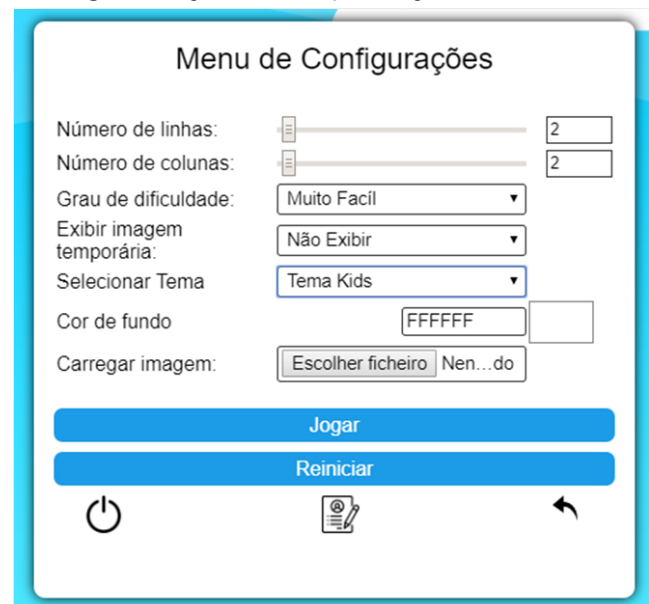 Menu de Configurações
Número de linhas: 2
Número de colunas: 2
Grau de dificuldade: Muito Facíl
Exibir imagem
temporária: Não Exibir
Selecionar Tema Tema Kids
Cor de fundo FFFFFF
Carregar imagem: Escolher ficheiro Nen...do
Jogar
Reiniciar